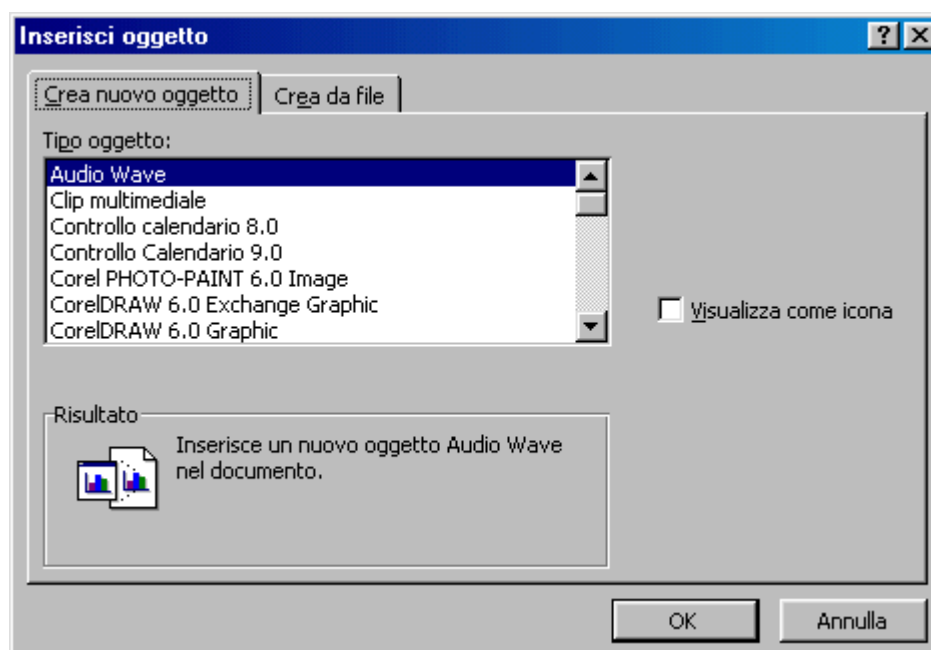 Inserisci oggetto
Crea nuovo oggetto
Crea da file
Tipo oggetto:
Audio Wave
Clip multimediale
Controllo calendario 8.0
Controllo Calendario 9.0
Corel PHOTO-PAINT 6.0 Image
CorelDRAW 6.0 Exchange Graphic
CorelDRAW 6.0 Graphic
Visualizza come icona
Risultato
Inserisce un nuovo oggetto Audio Wave
nel documento.
OK
Annulla